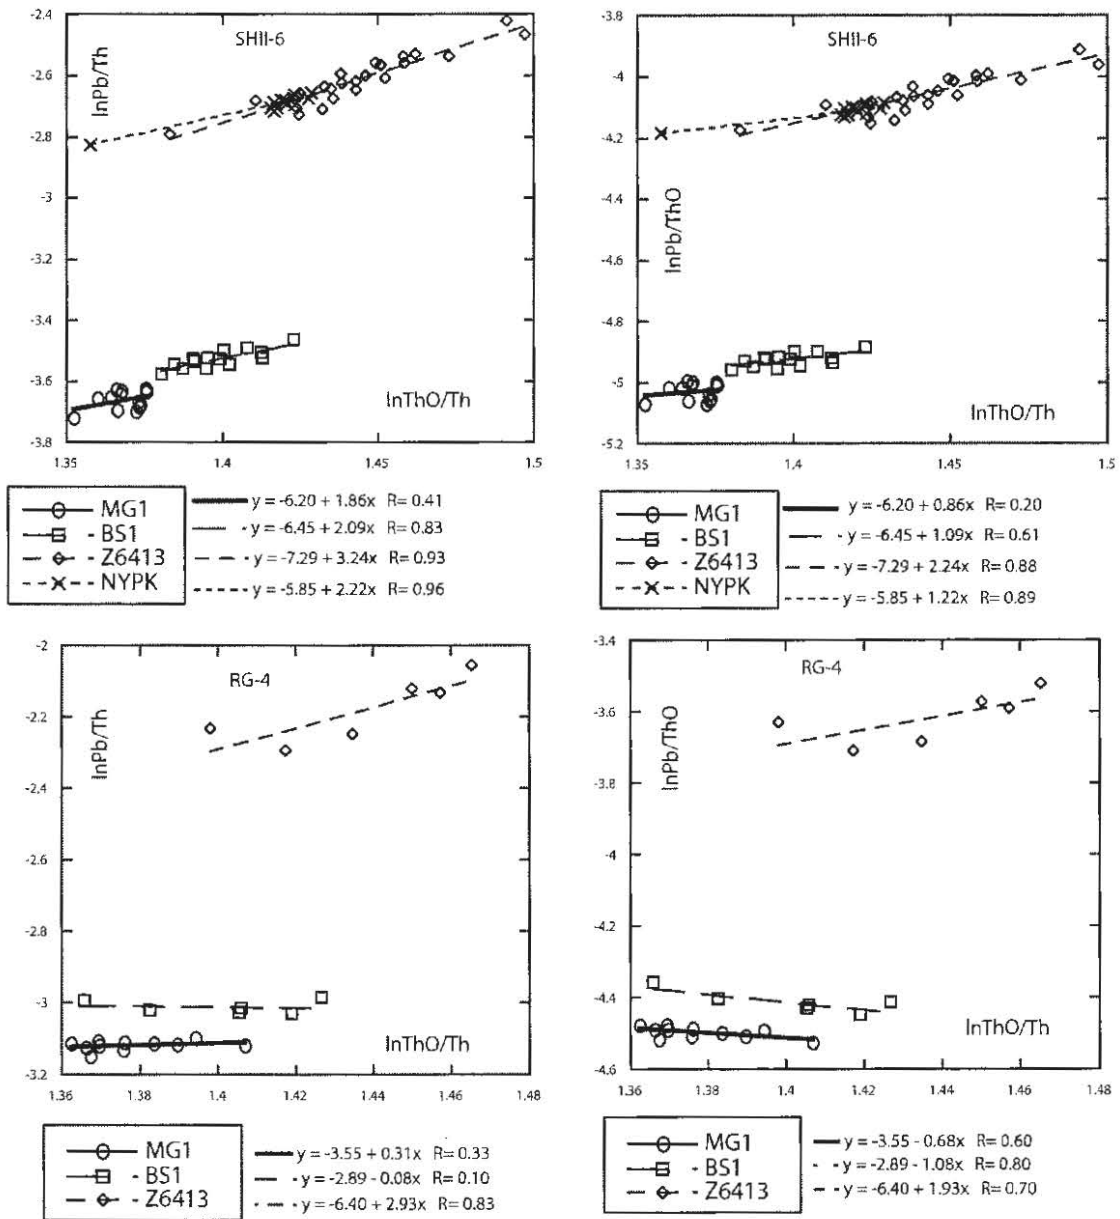 -2.4
-2.6
-2.8
-3
-3.2
-3.4
-3.6
-3.8
lnPb/Th
SHII-6
lnThO/Th
1.35 1.4 1.45 1.5
MG1
BS1
Z6413
NYPK
y = -6.20 + 1.86x R= 0.41
y = -6.45 + 2.09x R= 0.83
y = -7.29 + 3.24x R= 0.93
y = -5.85 + 2.22x R= 0.96
-3.8
-4
-4.2
-4.4
-4.6
-4.8
-5.0
-5.2
lnPb/ThO
SHII-6
lnThO/Th
1.35 1.4 1.45 1.5
MG1
BS1
Z6413
NYPK
y = -6.20 + 0.86x R= 0.20
y = -6.45 + 1.09x R= 0.61
y = -7.29 + 2.24x R= 0.88
y = -5.85 + 1.22x R= 0.89
-2
-2.2
-2.4
-2.6
-2.8
-3.0
-3.2
lnPb/Th
RG-4
lnThO/Th
1.36 1.38 1.4 1.42 1.44 1.46 1.48
MG1
BS1
Z6413
y = -3.55 + 0.31x R= 0.33
y = -2.89 - 0.08x R= 0.10
y = -6.40 + 2.93x R= 0.83
-3.4
-3.6
-3.8
-4
-4.2
-4.4
-4.6
lnPb/ThO
RG-4
lnThO/Th
1.36 1.38 1.4 1.42 1.44 1.46 1.48
MG1
BS1
Z6413
y = -3.55 - 0.68x R= 0.60
y = -2.89 - 1.08x R= 0.80
y = -6.40 + 1.93x R= 0.70